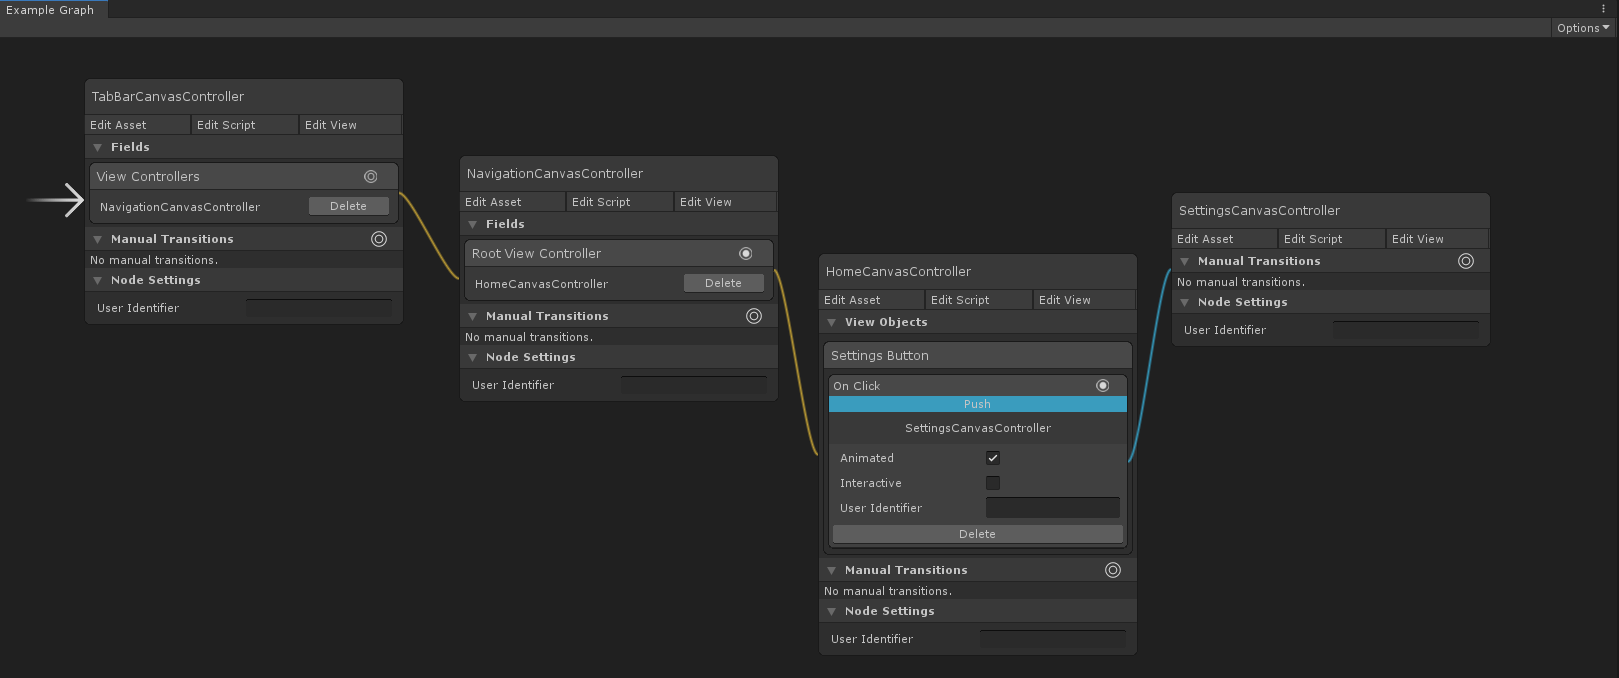 Example Graph
Options
TabBarCanvasController
Edit Asset Edit Script Edit View
Fields
View Controllers
NavigationCanvasController Delete
Manual Transitions
No manual transitions.
Node Settings
User Identifier
NavigationCanvasController
Edit Asset Edit Script Edit View
Fields
Root View Controller
HomeCanvasController Delete
Manual Transitions
No manual transitions.
Node Settings
User Identifier
HomeCanvasController
Edit Asset Edit Script Edit View
View Objects
Settings Button
On Click
Push
SettingsCanvasController
Animated
Interactive
User Identifier
Delete
Manual Transitions
No manual transitions.
Node Settings
User Identifier
SettingsCanvasController
Edit Asset Edit Script Edit View
Manual Transitions
No manual transitions.
Node Settings
User Identifier